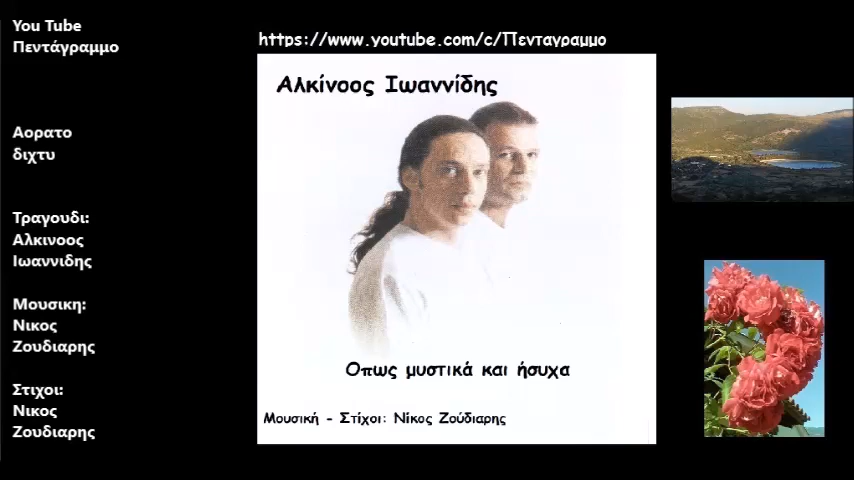 You Tube
Πεντάγραμμο
Αορατο
διχτυ
Τραγουδι:
Αλκινοος
Ιωαννιδης
Μουσικη:
Νικος
Ζουδιαρης
Στιχοι:
Νικος
Ζουδιαρης
https://www.youtube.com/c/Πενταγραμμο
Αλκίνοος Ιωαννίδης
Οπως μυστικά και ήσυχα
Μουσική - Στίχοι: Νίκος Ζούδιαρης